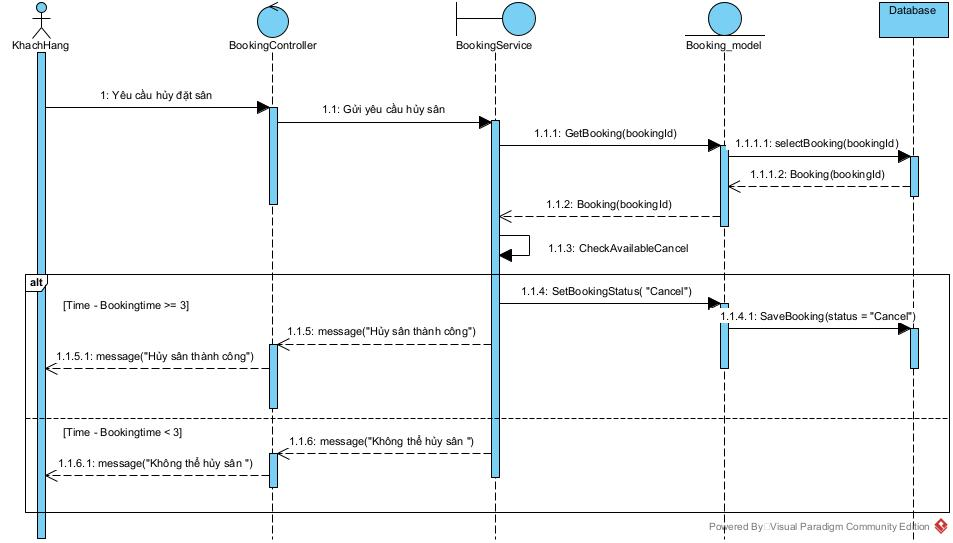 KhachHang
BookingController
BookingService
Booking_model
Database
1: Yêu cầu hủy đặt sân
1.1: Gửi yêu cầu hủy sân
1.1.1: GetBooking(bookingId)
1.1.1.1: selectBooking(bookingId)
1.1.1.2: Booking(bookingId)
1.1.2: Booking(bookingId)
1.1.3: CheckAvailableCancel
alt
[Time - Bookingtime >= 3]
1.1.4: SetBookingStatus( "Cancel")
1.1.4.1: SaveBooking(status = "Cancel")
1.1.5: message("Hủy sân thành công")
1.1.5.1: message("Hủy sân thành công")
[Time - Bookingtime < 3]
1.1.6: message("Không thể hủy sân ")
1.1.6.1: message("Không thể hủy sân ")
Powered By Visual Paradigm Community Edition